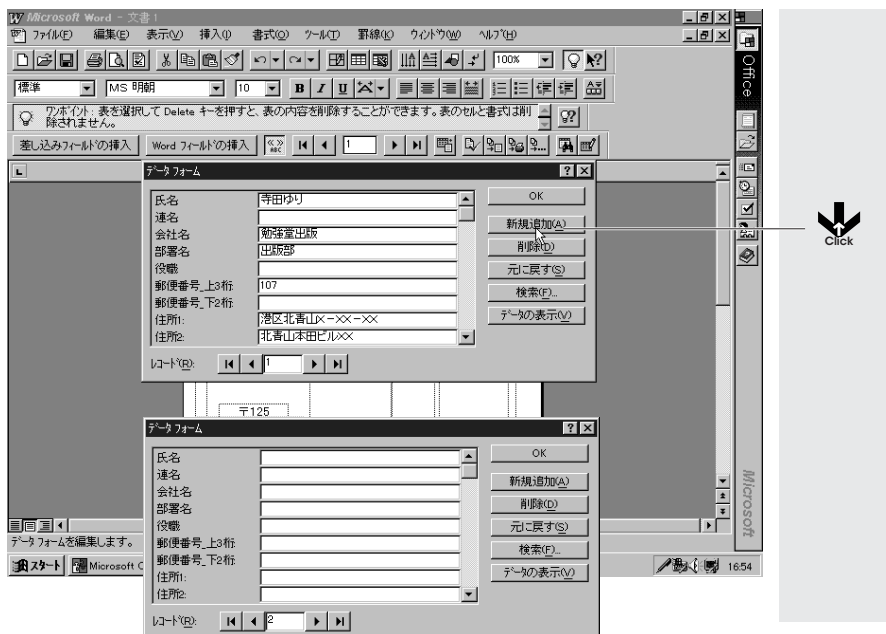 Microsoft Word - 文書1
ファイル(F) 編集(E) 表示(V) 挿入(I) 書式(O) ツール(T) 罫線(K) ウィンドウ(W) ヘルプ(H)
100%
標準 MS 明朝 10 B I U
ワンポイント: 表を選択して Delete キーを押すと、表の内容を削除することができます。表のセルと書式は削
除されません。
差し込みフィールドの挿入 Word フィールドの挿入 «» ABC 1
データ フォーム
氏名 寺田ゆり
連名
会社名 勉強堂出版
部署名 出版部
役職
郵便番号_上3桁 107
郵便番号_下2桁
住所1: 港区北青山X-XX-XX
住所2: 北青山本田ビルXX
OK
新規追加(A)
削除(D)
元に戻す(S)
検索(F)...
データの表示(V)
レコード(R): 1
〒125
データ フォーム
氏名
連名
会社名
部署名
役職
郵便番号_上3桁
郵便番号_下2桁
住所1:
住所2:
OK
新規追加(A)
削除(D)
元に戻す(S)
検索(F)...
データの表示(V)
レコード(R): 2
データ フォームを編集します。
スタート Microsoft
16:54
Office
Microsoft
Click